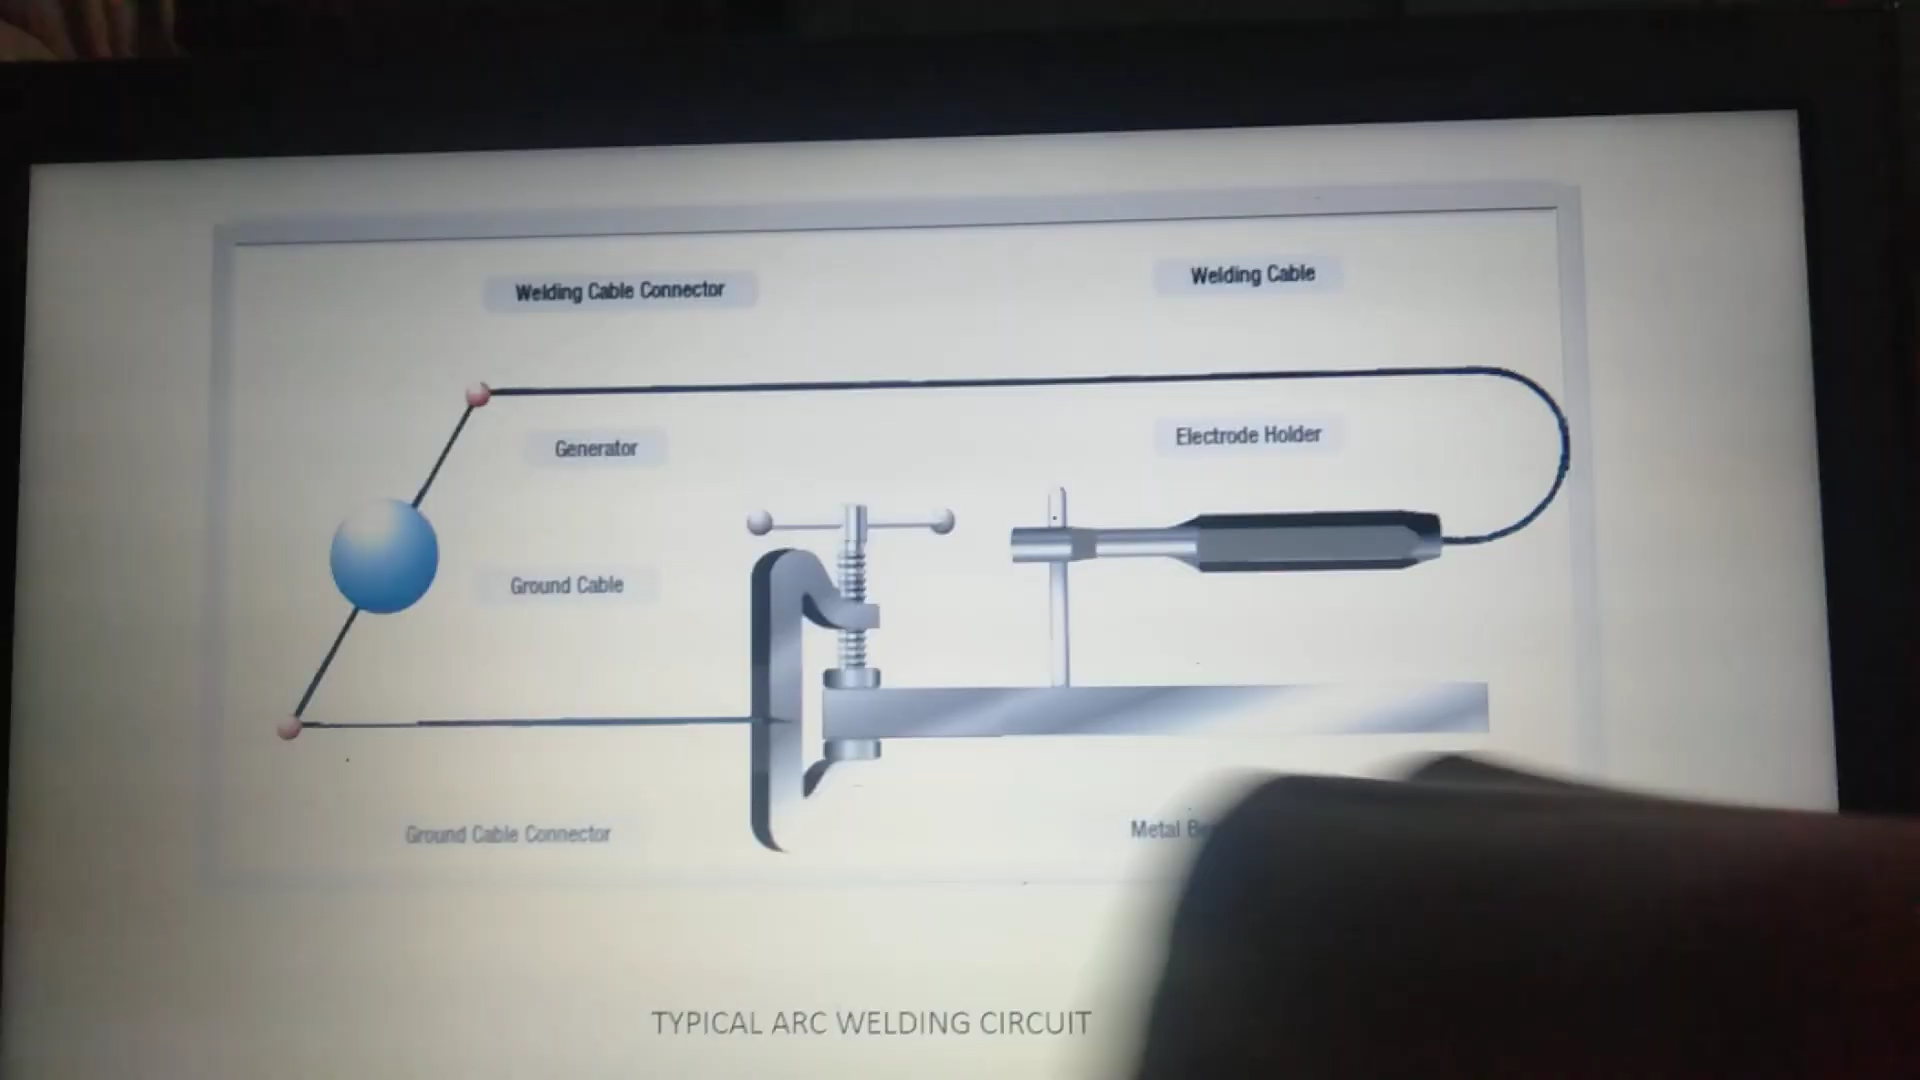 Welding Cable Connector
Welding Cable
Generator
Electrode Holder
Ground Cable
Ground Cable Connector
Metal
TYPICAL ARC WELDING CIRCUIT